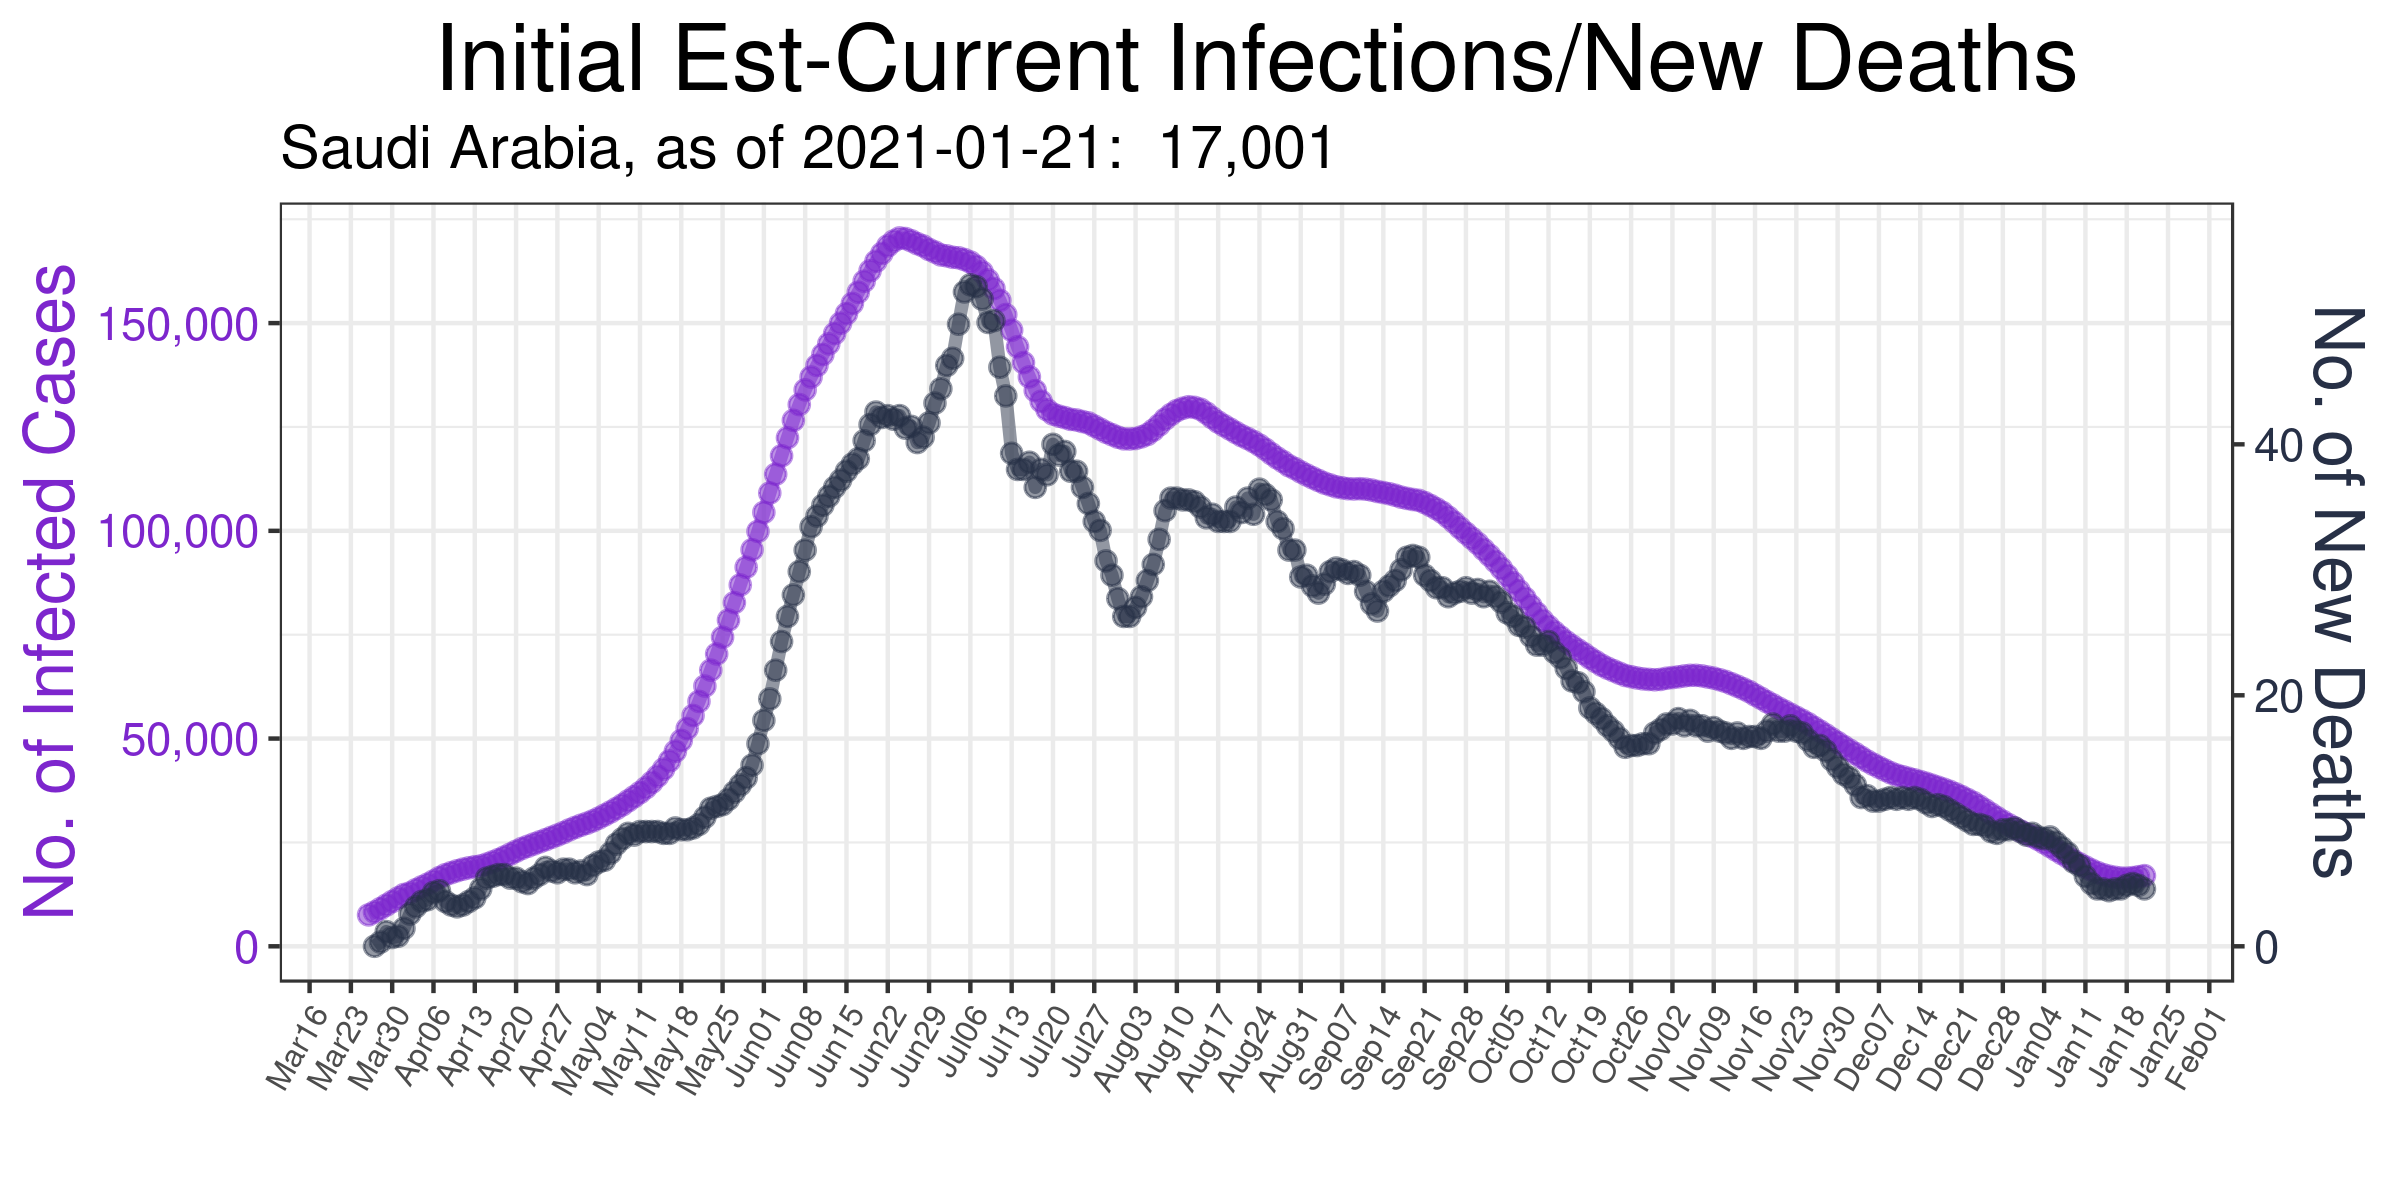 Initial Est-Current Infections/New Deaths
Saudi Arabia, as of 2021-01-21:  17,001
No. of Infected Cases
150,000
100,000
50,000
0
40
20
0
No. of New Deaths
Mar16
Mar23
Mar30
Apr06
Apr13
Apr20
Apr27
May04
May11
May18
May25
Jun01
Jun08
Jun15
Jun22
Jun29
Jul06
Jul13
Jul20
Jul27
Aug03
Aug10
Aug17
Aug24
Aug31
Sep07
Sep14
Sep21
Sep28
Oct05
Oct12
Oct19
Oct26
Nov02
Nov09
Nov16
Nov23
Nov30
Dec07
Dec14
Dec21
Dec28
Jan04
Jan11
Jan18
Jan25
Feb01